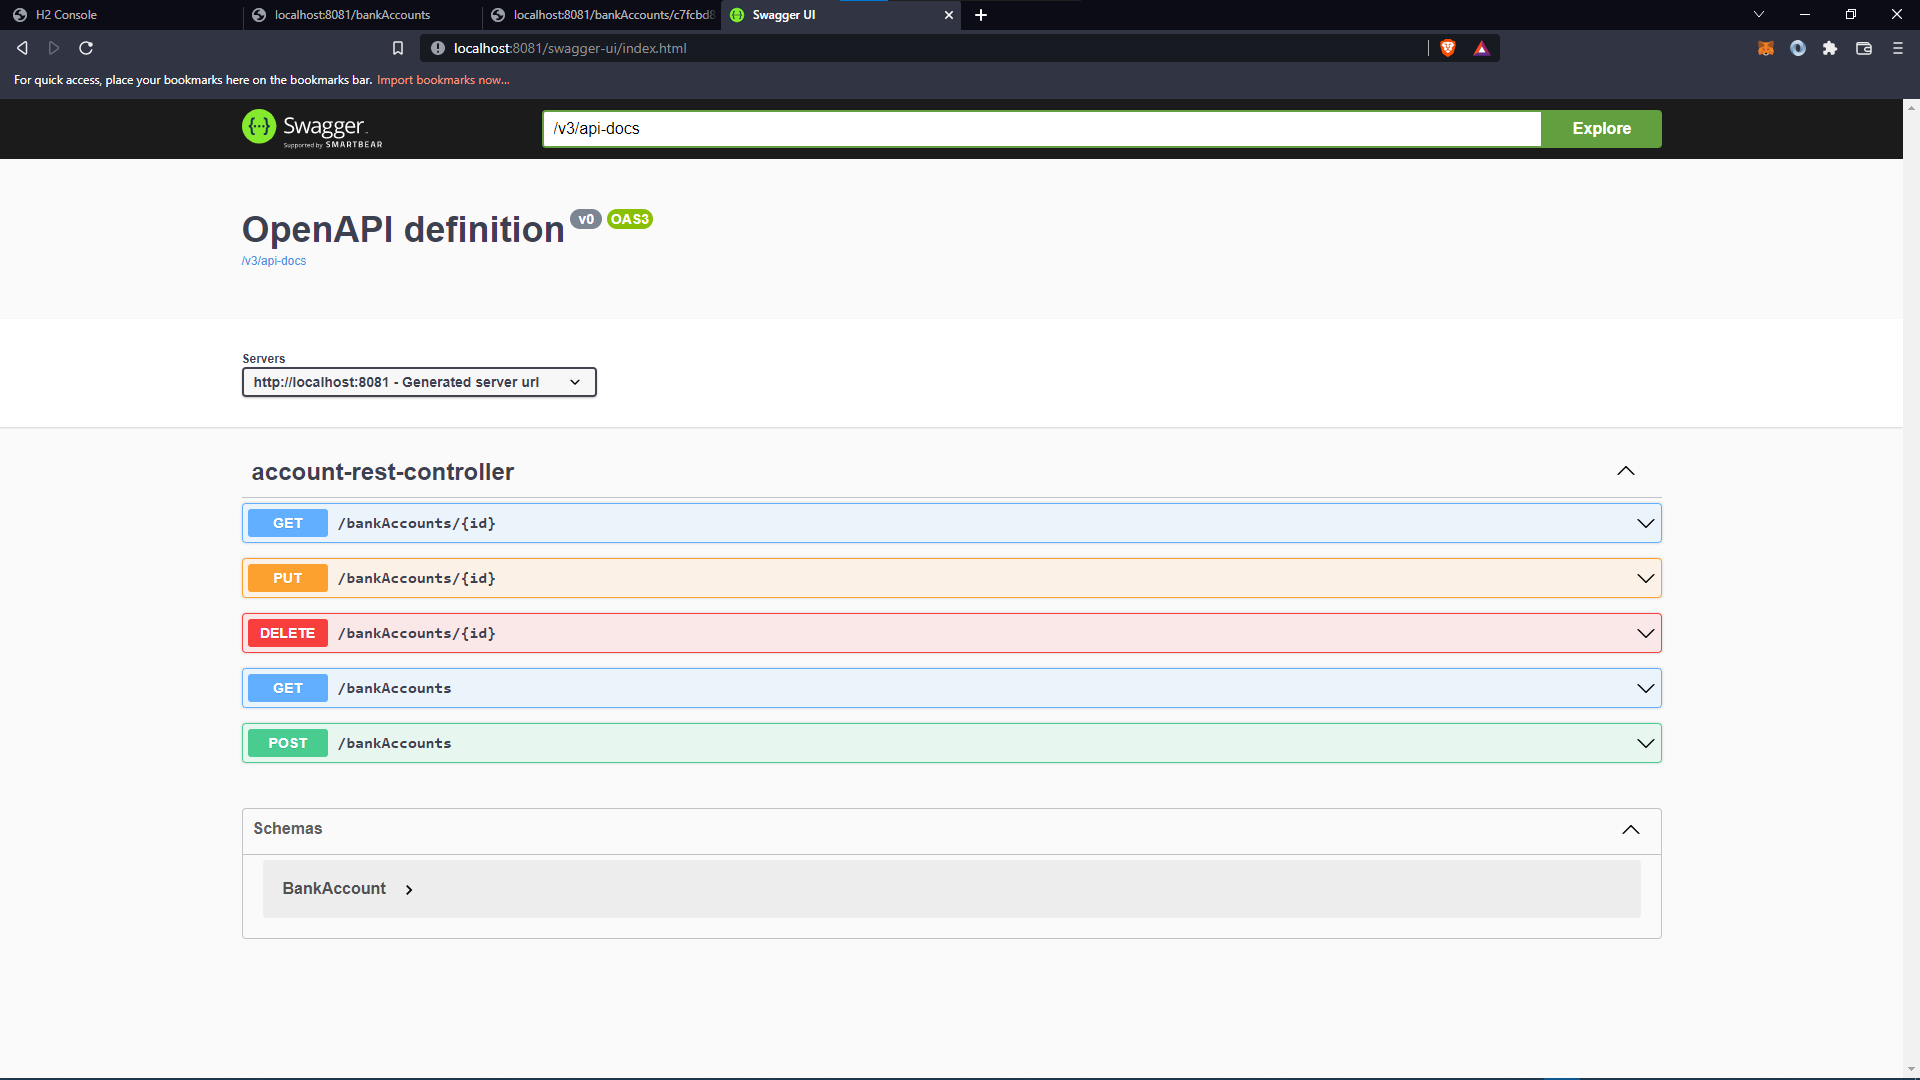 H2 Console
localhost:8081/bankAccounts
localhost:8081/bankAccounts/c7fcbd8
Swagger UI
localhost:8081/swagger-ui/index.html
For quick access, place your bookmarks here on the bookmarks bar. Import bookmarks now...
Swagger
Supported by SMARTBEAR
/v3/api-docs
Explore
OpenAPI definition v0 OAS3
/v3/api-docs
Servers
http://localhost:8081 - Generated server url
account-rest-controller
GET /bankAccounts/{id}
PUT /bankAccounts/{id}
DELETE /bankAccounts/{id}
GET /bankAccounts
POST /bankAccounts
Schemas
BankAccount